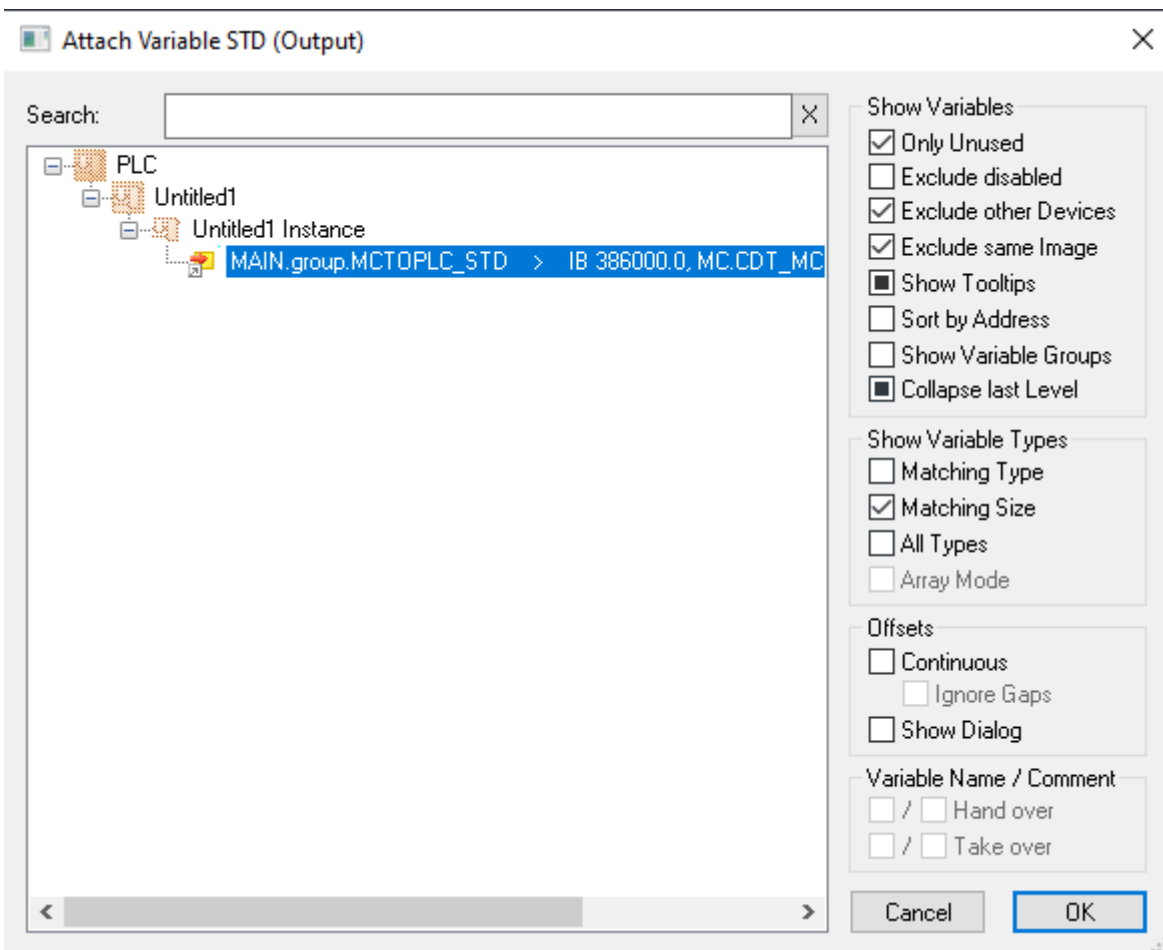 Attach Variable STD (Output)
Search:
PLC
Untitled1
Untitled1 Instance
MAIN.group.MCTOPLC_STD > IB 386000.0, MC.CDT_MC
Show Variables
Only Unused
Exclude disabled
Exclude other Devices
Exclude same Image
Show Tooltips
Sort by Address
Show Variable Groups
Collapse last Level
Show Variable Types
Matching Type
Matching Size
All Types
Array Mode
Offsets
Continuous
Ignore Gaps
Show Dialog
Variable Name / Comment
/ Hand over
/ Take over
Cancel
OK